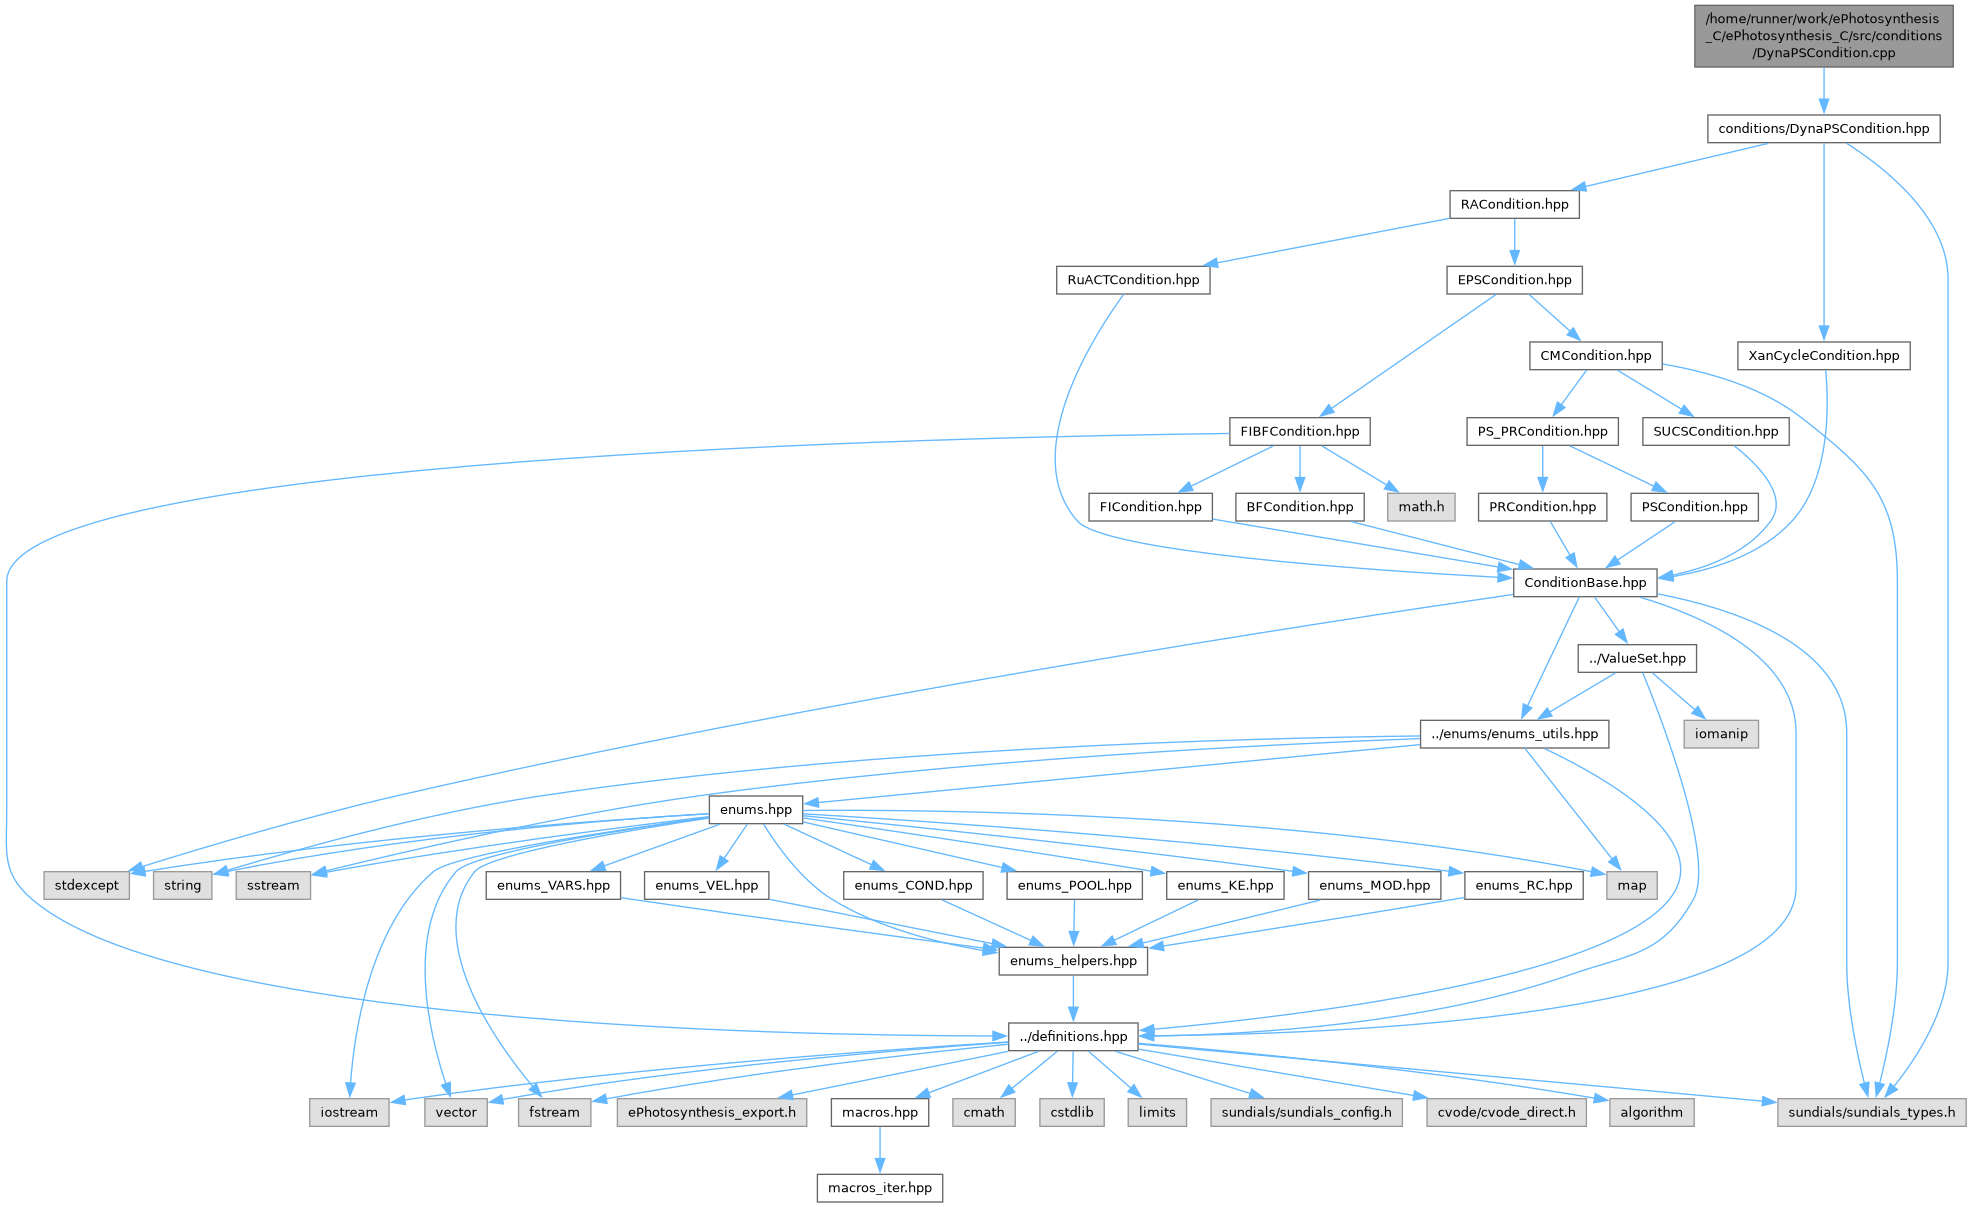 /home/runner/work/ePhotosynthesis
_C/ePhotosynthesis_C/src/conditions
/DynaPSCondition.cpp
conditions/DynaPSCondition.hpp
RACondition.hpp
RuACTCondition.hpp
EPSCondition.hpp
CMCondition.hpp
XanCycleCondition.hpp
FIBFCondition.hpp
PS_PRCondition.hpp
SUCSCondition.hpp
FICondition.hpp
BFCondition.hpp
math.h
PRCondition.hpp
PSCondition.hpp
ConditionBase.hpp
../ValueSet.hpp
../enums/enums_utils.hpp
iomanip
enums.hpp
stdexcept
string
sstream
enums_VARS.hpp
enums_VEL.hpp
enums_COND.hpp
enums_POOL.hpp
enums_KE.hpp
enums_MOD.hpp
enums_RC.hpp
map
enums_helpers.hpp
../definitions.hpp
iostream
vector
fstream
ePhotosynthesis_export.h
macros.hpp
cmath
cstdlib
limits
sundials/sundials_config.h
cvode/cvode_direct.h
algorithm
sundials/sundials_types.h
macros_iter.hpp